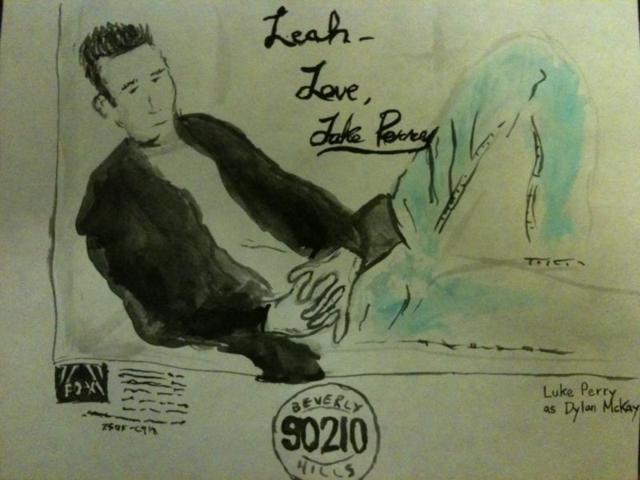 Leah-
Love,
Luke Perry
FOX
BEVERLY
90210
HILLS
Luke Perry
as Dylan McKay